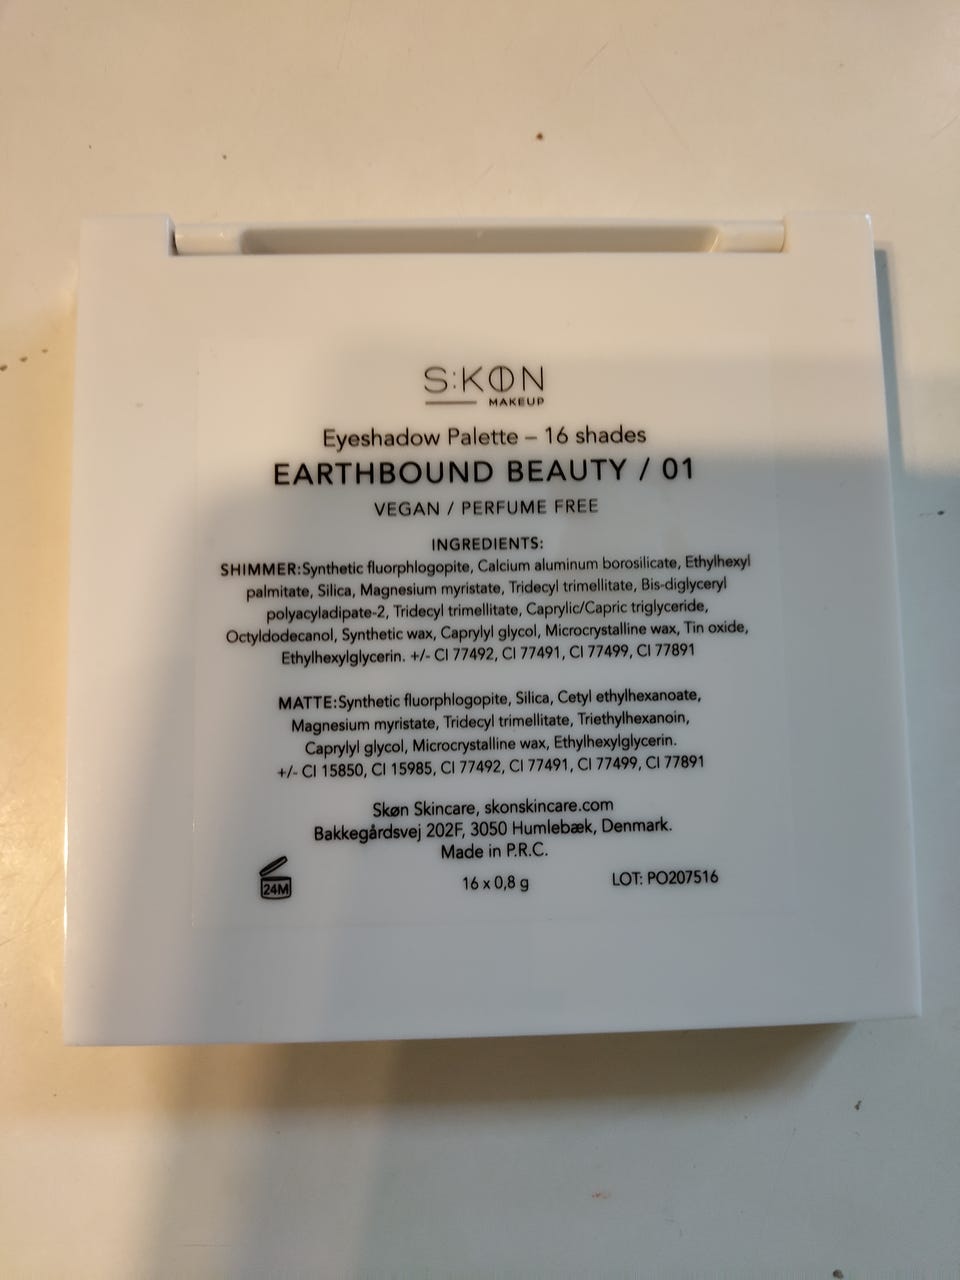 S:KØN
MAKEUP
Eyeshadow Palette – 16 shades
EARTHBOUND BEAUTY / 01
VEGAN / PERFUME FREE
INGREDIENTS:
SHIMMER:Synthetic fluorphlogopite, Calcium aluminum borosilicate, Ethylhexyl
palmitate, Silica, Magnesium myristate, Tridecyl trimellitate, Bis-diglyceryl
polyacyladipate-2, Tridecyl trimellitate, Caprylic/Capric triglyceride,
Octyldodecanol, Synthetic wax, Caprylyl glycol, Microcrystalline wax, Tin oxide,
Ethylhexylglycerin. +/- CI 77492, CI 77491, CI 77499, CI 77891
MATTE:Synthetic fluorphlogopite, Silica, Cetyl ethylhexanoate,
Magnesium myristate, Tridecyl trimellitate, Triethylhexanoin,
Caprylyl glycol, Microcrystalline wax, Ethylhexylglycerin.
+/- CI 15850, CI 15985, CI 77492, CI 77491, CI 77499, CI 77891
Skøn Skincare, skonskincare.com
Bakkegårdsvej 202F, 3050 Humlebæk, Denmark.
Made in P.R.C.
24M
16 x 0,8 g
LOT: PO207516